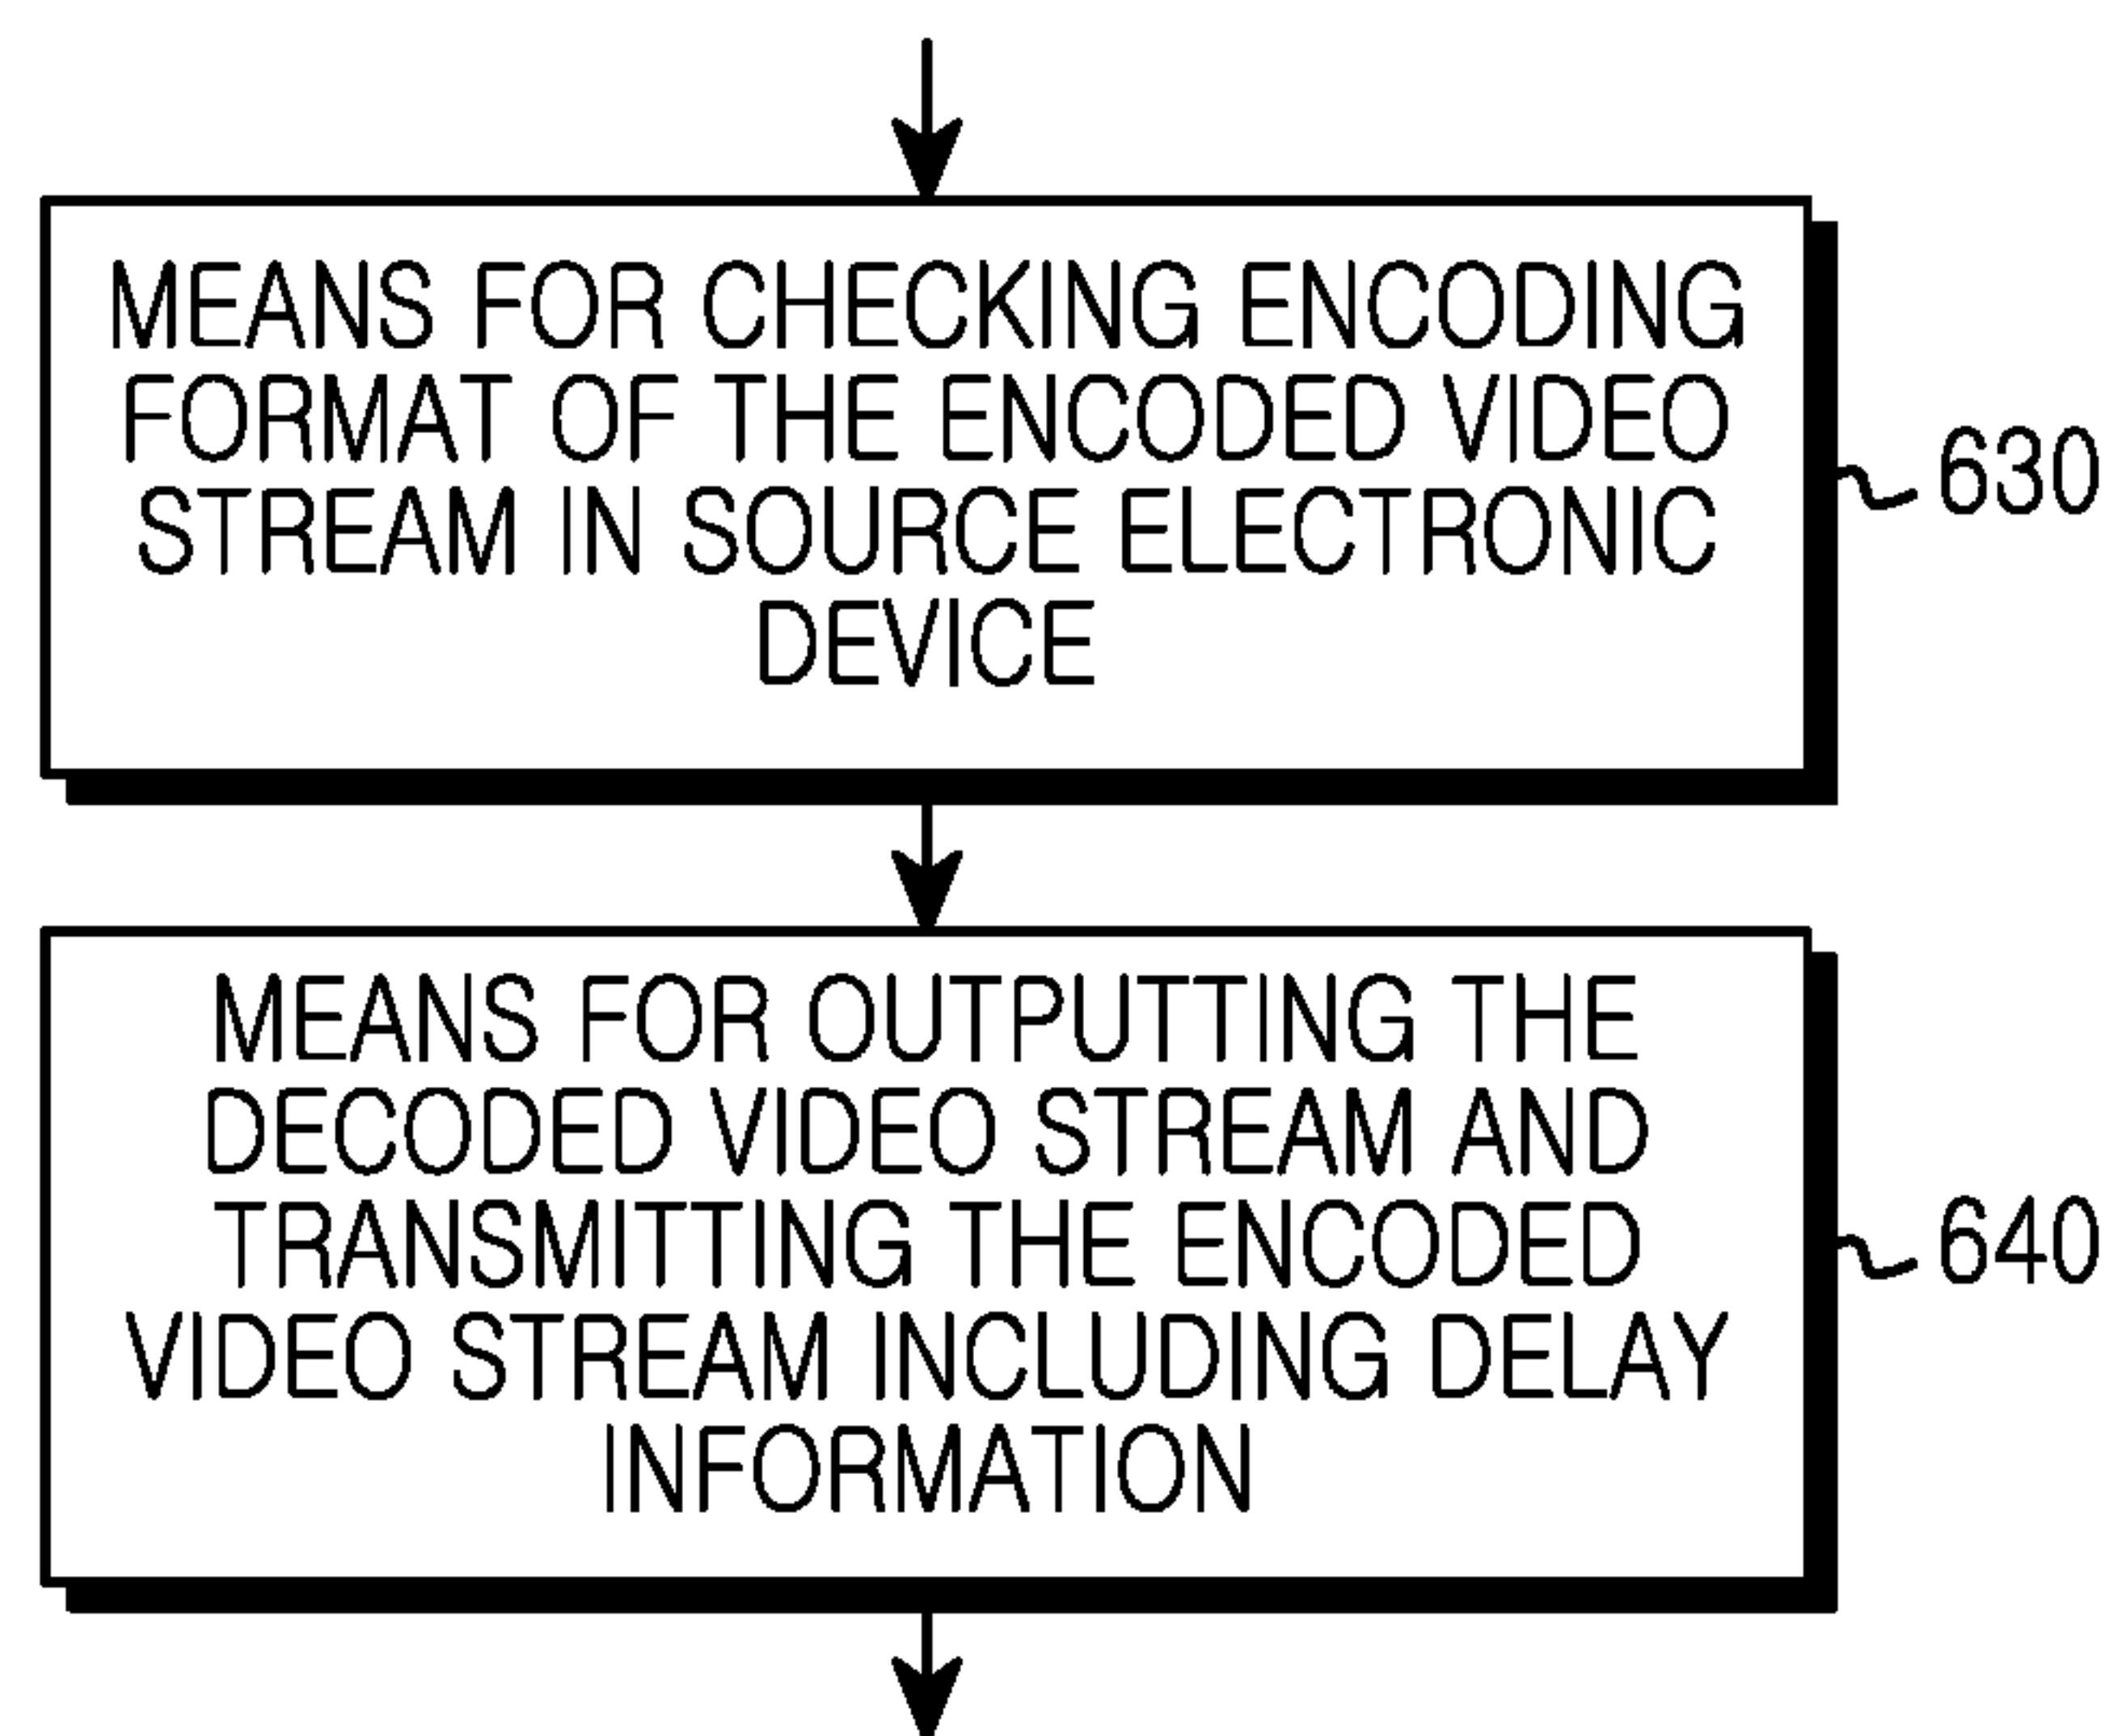 MEANS FOR CHECKING ENCODING
FORMAT OF THE ENCODED VIDEO
STREAM IN SOURCE ELECTRONIC
DEVICE
630
MEANS FOR OUTPUTTING THE
DECODED VIDEO STREAM AND
TRANSMITTING THE ENCODED
VIDEO STREAM INCLUDING DELAY
INFORMATION
640